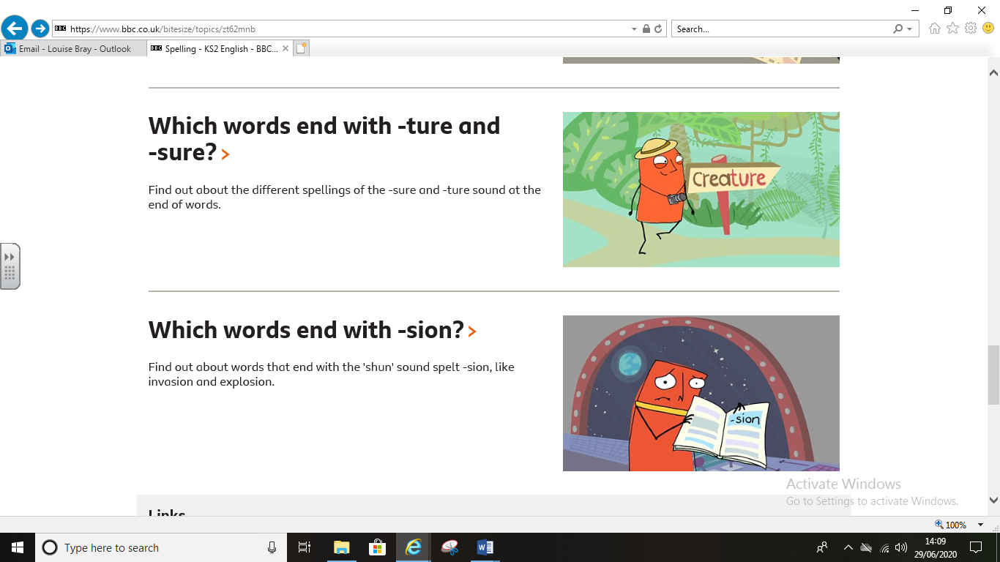 https://www.bbc.co.uk/bitesize/topics/zt62mnb
Search...
Email - Louise Bray - Outlook
BBC Spelling - KS2 English - BBC...
Which words end with -ture and
-sure? >
Find out about the different spellings of the -sure and -ture sound at the
end of words.
Creature
Which words end with -sion? >
Find out about words that end with the 'shun' sound spelt -sion, like
invasion and explosion.
-sion
Activate Windows
Go to Settings to activate Windows.
Links
100%
Type here to search
14:09
29/06/2020